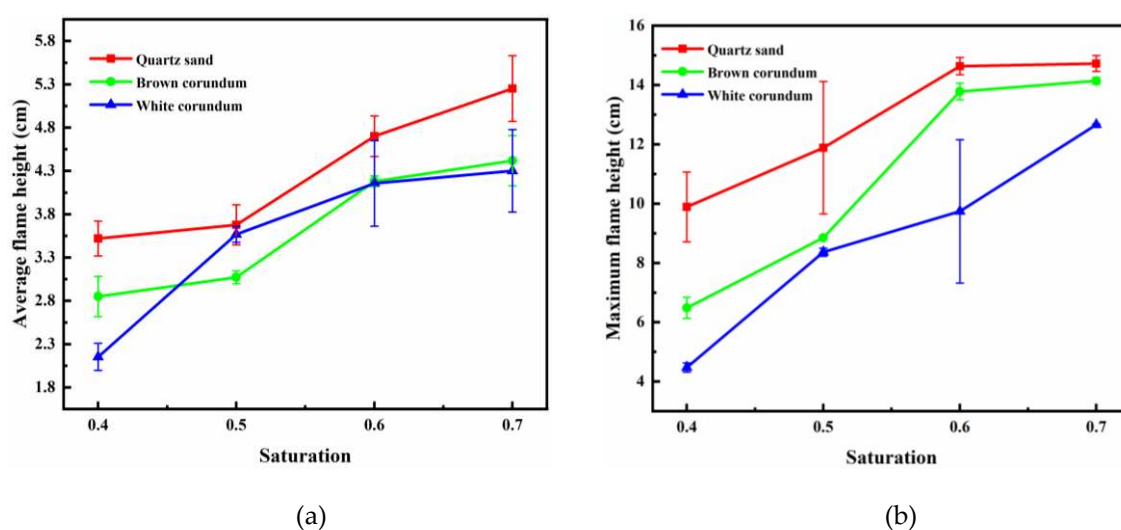 Average flame height (cm)
5.8
5.3
4.8
4.3
3.8
3.3
2.8
2.3
1.8
Quartz sand
Brown corundum
White corundum
0.4 0.5 0.6 0.7
Saturation
(a)
Maximum flame height (cm)
16
14
12
10
8
6
4
Quartz sand
Brown corundum
White corundum
0.4 0.5 0.6 0.7
Saturation
(b)